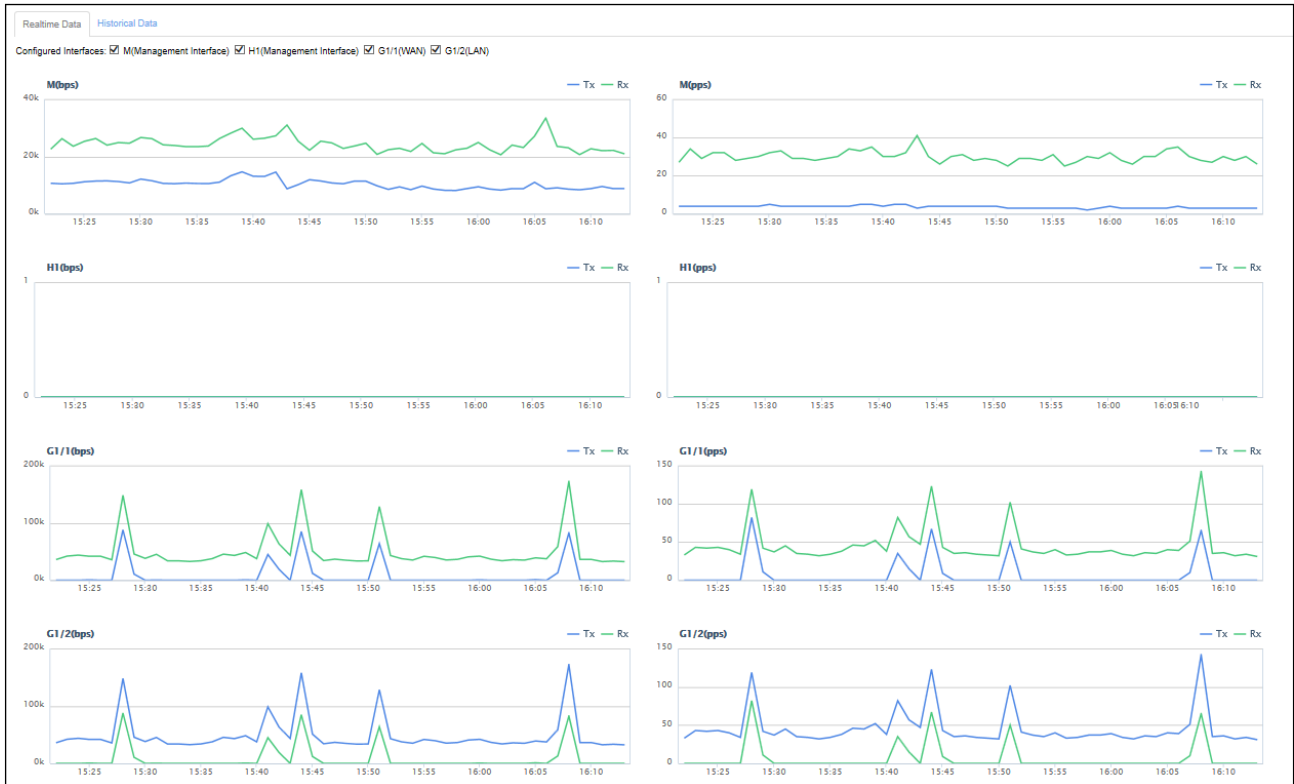 Realtime Data Historical Data
Configured Interfaces: M(Management Interface) H1(Management Interface) G1/1(WAN) G1/2(LAN)
M(bps) Tx Rx
40k
20k
0k
15:25 15:30 15:35 15:40 15:45 15:50 15:55 16:00 16:05 16:10
M(pps) Tx Rx
60
40
20
0
15:25 15:30 15:35 15:40 15:45 15:50 15:55 16:00 16:05 16:10
H1(bps) Tx Rx
1
0
15:25 15:30 15:35 15:40 15:45 15:50 15:55 16:00 16:05 16:10
H1(pps) Tx Rx
1
0
15:25 15:30 15:35 15:40 15:45 15:50 15:55 16:00 16:05 16:10
G1/1(bps) Tx Rx
200k
100k
0k
15:25 15:30 15:35 15:40 15:45 15:50 15:55 16:00 16:05 16:10
G1/1(pps) Tx Rx
150
100
50
0
15:25 15:30 15:35 15:40 15:45 15:50 15:55 16:00 16:05 16:10
G1/2(bps) Tx Rx
200k
100k
0k
15:25 15:30 15:35 15:40 15:45 15:50 15:55 16:00 16:05 16:10
G1/2(pps) Tx Rx
150
100
50
0
15:25 15:30 15:35 15:40 15:45 15:50 15:55 16:00 16:05 16:10